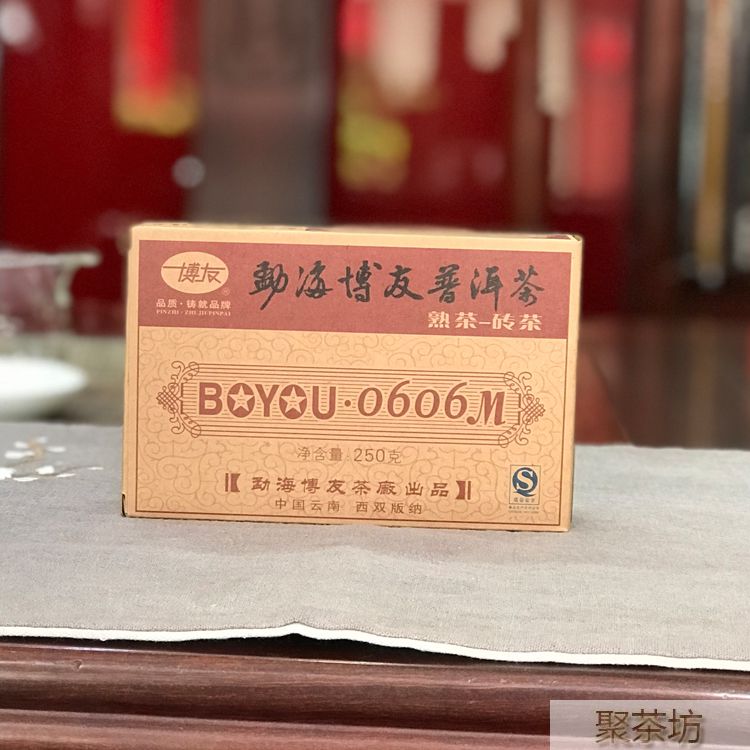 博友
®
品质·铸就品牌
PINZHI·ZHUJIUPINPAI
勐海博友普洱茶
熟茶-砖茶
BOYOU·0606M
净含量:250克
勐海博友茶廠出品
中国云南 西双版纳
聚茶坊